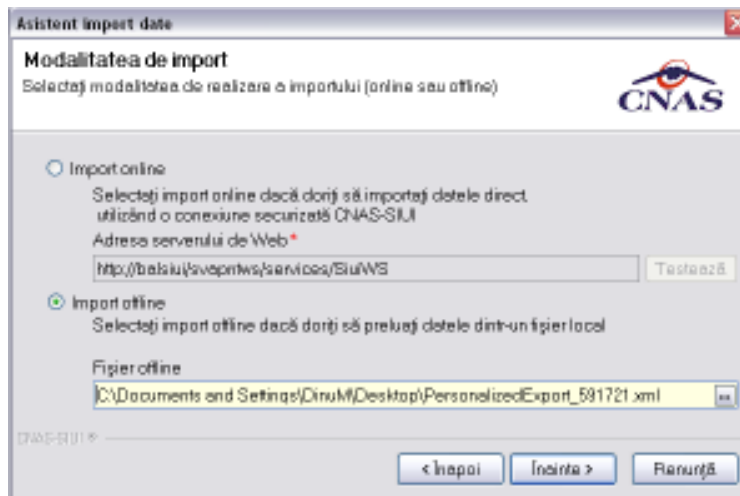 Asistent import date
Modalitatea de import
Selectați modalitatea de realizare a importului (online sau offline)
CNAS
Import online
Selectați import online dacă doriți să importați datele direct,
utilizând o conexiune securizată CNAS-SIUI
Adresa serverului de Web *
http://balsiui/svapntws/services/SiuiWS
Testează
Import offline
Selectați import offline dacă doriți să preluați datele dintr-un fișier local
Fișier offline
C:\Documents and Settings\DinuM\Desktop\PersonalizedExport_591721.xml
...
CNAS-SIUI ®
< Înapoi
Înainte >
Renunță